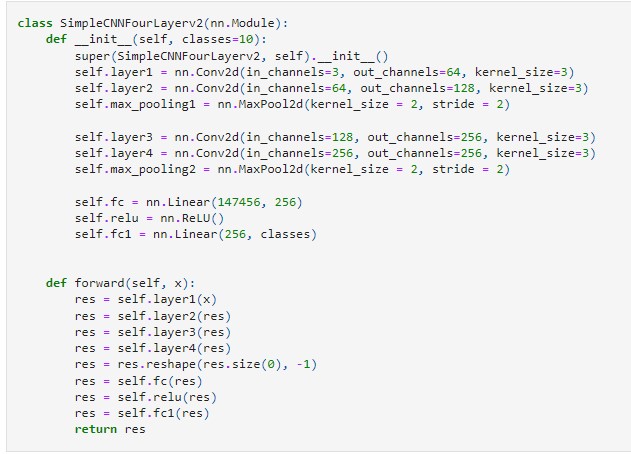 class SimpleCNNFourLayerv2(nn.Module):
    def __init__(self, classes=10):
        super(SimpleCNNFourLayerv2, self).__init__()
        self.layer1 = nn.Conv2d(in_channels=3, out_channels=64, kernel_size=3)
        self.layer2 = nn.Conv2d(in_channels=64, out_channels=128, kernel_size=3)
        self.max_pooling1 = nn.MaxPool2d(kernel_size = 2, stride = 2)

        self.layer3 = nn.Conv2d(in_channels=128, out_channels=256, kernel_size=3)
        self.layer4 = nn.Conv2d(in_channels=256, out_channels=256, kernel_size=3)
        self.max_pooling2 = nn.MaxPool2d(kernel_size = 2, stride = 2)

        self.fc = nn.Linear(147456, 256)
        self.relu = nn.ReLU()
        self.fc1 = nn.Linear(256, classes)


    def forward(self, x):
        res = self.layer1(x)
        res = self.layer2(res)
        res = self.layer3(res)
        res = self.layer4(res)
        res = res.reshape(res.size(0), -1)
        res = self.fc(res)
        res = self.relu(res)
        res = self.fc1(res)
        return res